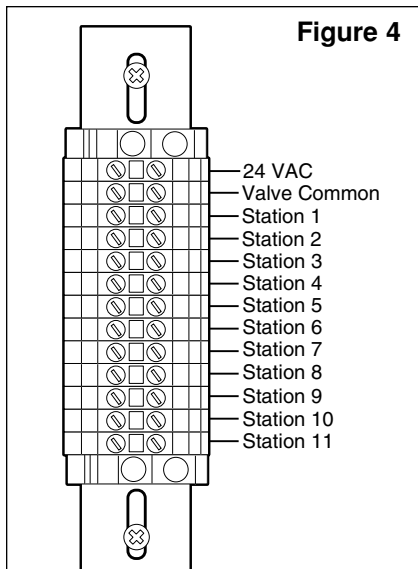 Figure 4
24 VAC
Valve Common
Station 1
Station 2
Station 3
Station 4
Station 5
Station 6
Station 7
Station 8
Station 9
Station 10
Station 11